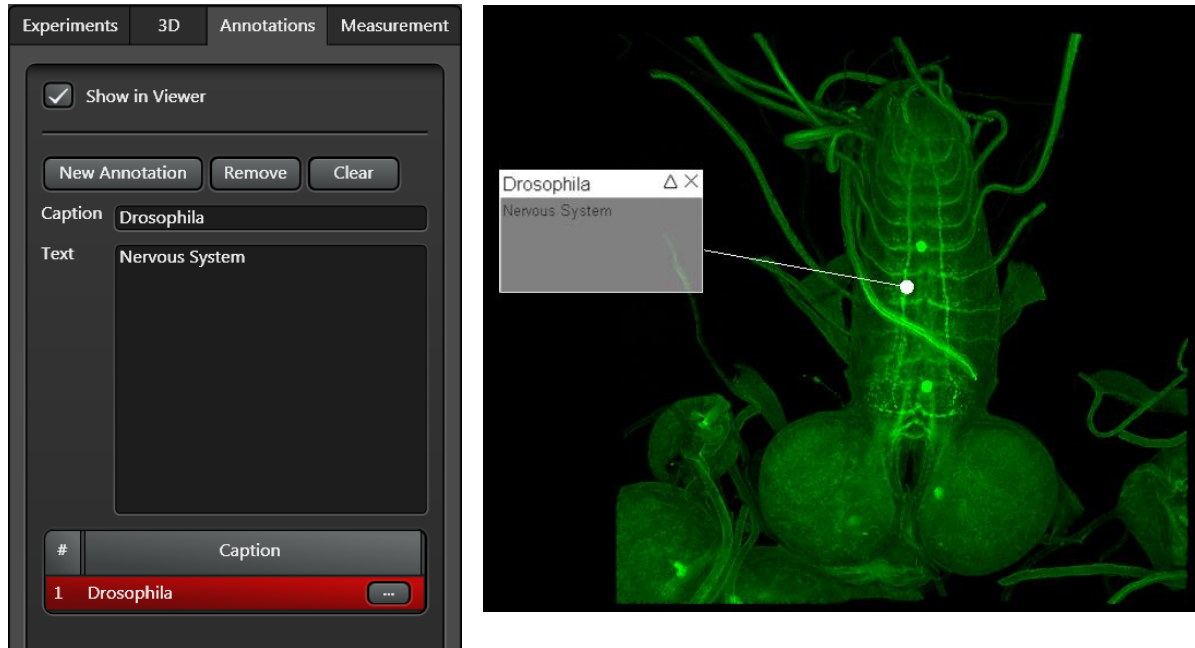 Experiments 3D Annotations Measurement
Show in Viewer
New Annotation Remove Clear
Caption Drosophila
Text Nervous System
# Caption
1 Drosophila ...
Drosophila
Nervous System